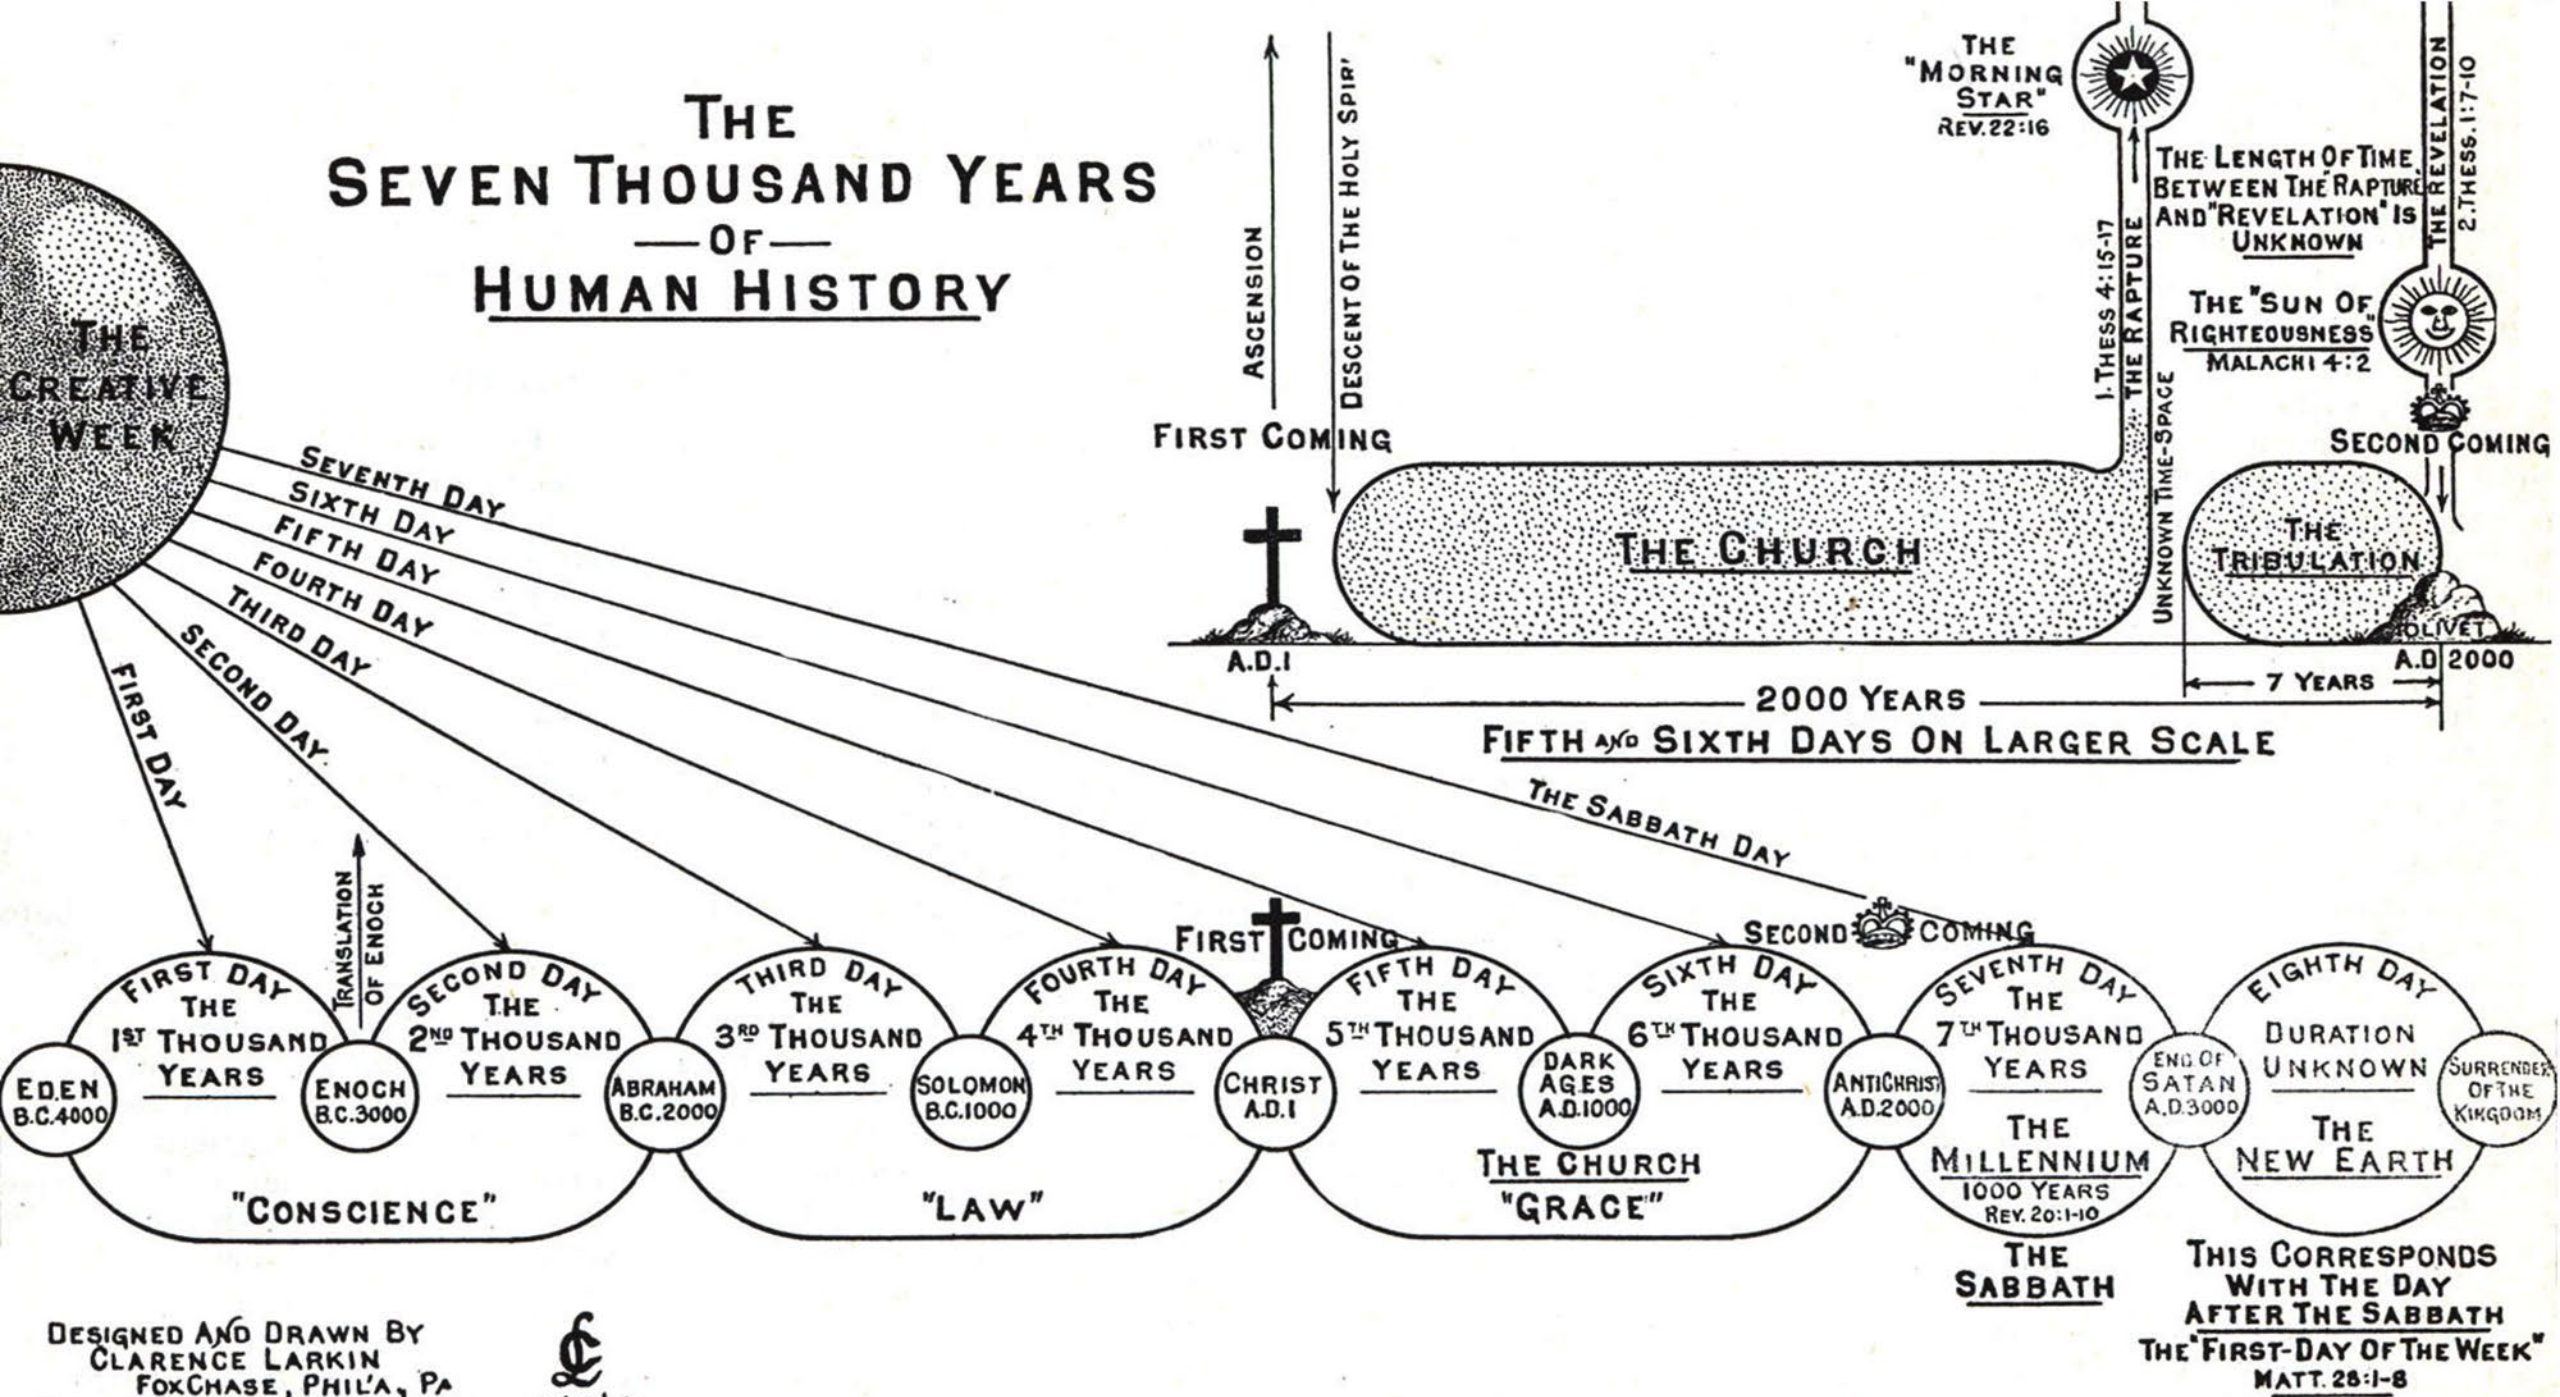 THE
SEVEN THOUSAND YEARS
— OF —
HUMAN HISTORY
THE
CREATIVE
WEEK
SEVENTH DAY
SIXTH DAY
FIFTH DAY
FOURTH DAY
THIRD DAY
SECOND DAY
FIRST DAY
THE SABBATH DAY
ASCENSION
DESCENT OF THE HOLY SPIR'
FIRST COMING
THE
"MORNING
STAR"
REV. 22:16
1. THESS 4:15-17
THE RAPTURE
THE LENGTH OF TIME
BETWEEN THE "RAPTURE
AND "REVELATION" IS
UNKNOWN
THE REVELATION
2. THESS. 1:7-10
THE "SUN OF
RIGHTEOUSNESS"
MALACHI 4:2
SECOND COMING
THE CHURCH
UNKNOWN TIME-SPACE
THE
TRIBULATION
OLIVET
A.D. 1
A.D 2000
7 YEARS
2000 YEARS
FIFTH AND SIXTH DAYS ON LARGER SCALE
TRANSLATION
OF ENOCH
FIRST COMING
SECOND COMING
FIRST DAY
THE
1ST THOUSAND
YEARS
SECOND DAY
THE
2ND THOUSAND
YEARS
THIRD DAY
THE
3RD THOUSAND
YEARS
FOURTH DAY
THE
4TH THOUSAND
YEARS
FIFTH DAY
THE
5TH THOUSAND
YEARS
SIXTH DAY
THE
6TH THOUSAND
YEARS
SEVENTH DAY
THE
7TH THOUSAND
YEARS
EIGHTH DAY
DURATION
UNKNOWN
EDEN
B.C. 4000
ENOCH
B.C. 3000
ABRAHAM
B.C. 2000
SOLOMON
B.C. 1000
CHRIST
A.D. 1
DARK
AGES
A.D. 1000
ANTICHRIST
A.D. 2000
END OF
SATAN
A.D. 3000
SURRENDER
OF THE
KINGDOM
"CONSCIENCE"
"LAW"
THE CHURCH
"GRACE"
THE
MILLENNIUM
1000 YEARS
REV. 20:1-10
THE
SABBATH
THE
NEW EARTH
THIS CORRESPONDS
WITH THE DAY
AFTER THE SABBATH
THE "FIRST-DAY OF THE WEEK"
MATT. 28:1-8
DESIGNED AND DRAWN BY
CLARENCE LARKIN
FOXCHASE, PHIL'A, PA